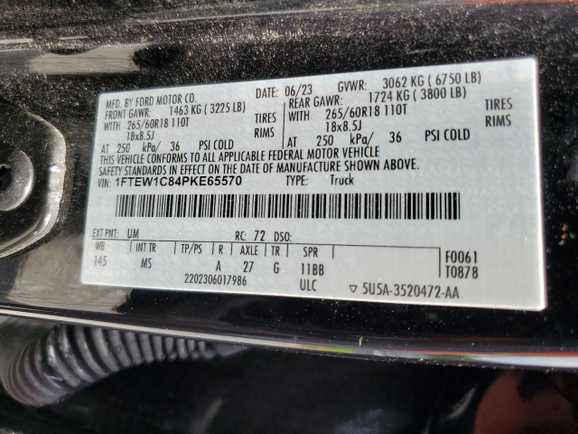 MFD. BY FORD MOTOR CO. DATE: 06/23 GVWR: 3062 KG (6750 LB)
FRONT GAWR: 1463 KG (3225 LB) REAR GAWR: 1724 KG (3800 LB)
WITH 265/60R18 110T TIRES WITH 265/60R18 110T TIRES
18x8.5J RIMS 18x8.5J RIMS
AT 250 kPa/ 36 PSI COLD AT 250 kPa/ 36 PSI COLD
THIS VEHICLE CONFORMS TO ALL APPLICABLE FEDERAL MOTOR VEHICLE
SAFETY STANDARDS IN EFFECT ON THE DATE OF MANUFACTURE SHOWN ABOVE.
VIN: 1FTEW1C84PKE65570 TYPE: Truck
EXT PNT: UM RC: 72 DSO:
WB INT TR TP/PS R AXLE TR SPR F0061
145 MS A 27 G 11BB T0878
2202306017986 ULC ▽ 5U5A-3520472-AA